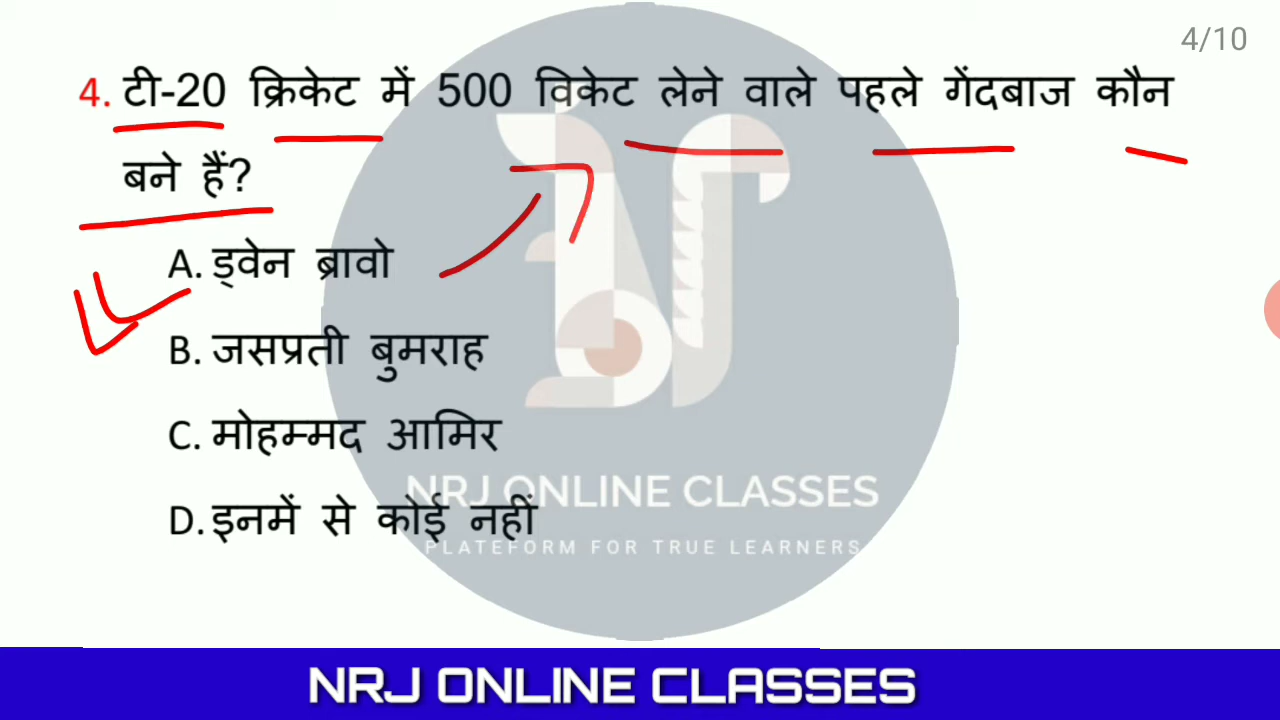 4/10
4. टी-20 क्रिकेट में 500 विकेट लेने वाले पहले गेंदबाज कौन
बने हैं?
A. ड्वेन ब्रावो
B. जसप्रती बुमराह
C. मोहम्मद आमिर
NRJ ONLINE CLASSES
D. इनमें से कोई नहीं
PLATEFORM FOR TRUE LEARNERS
NRJ ONLINE CLASSES